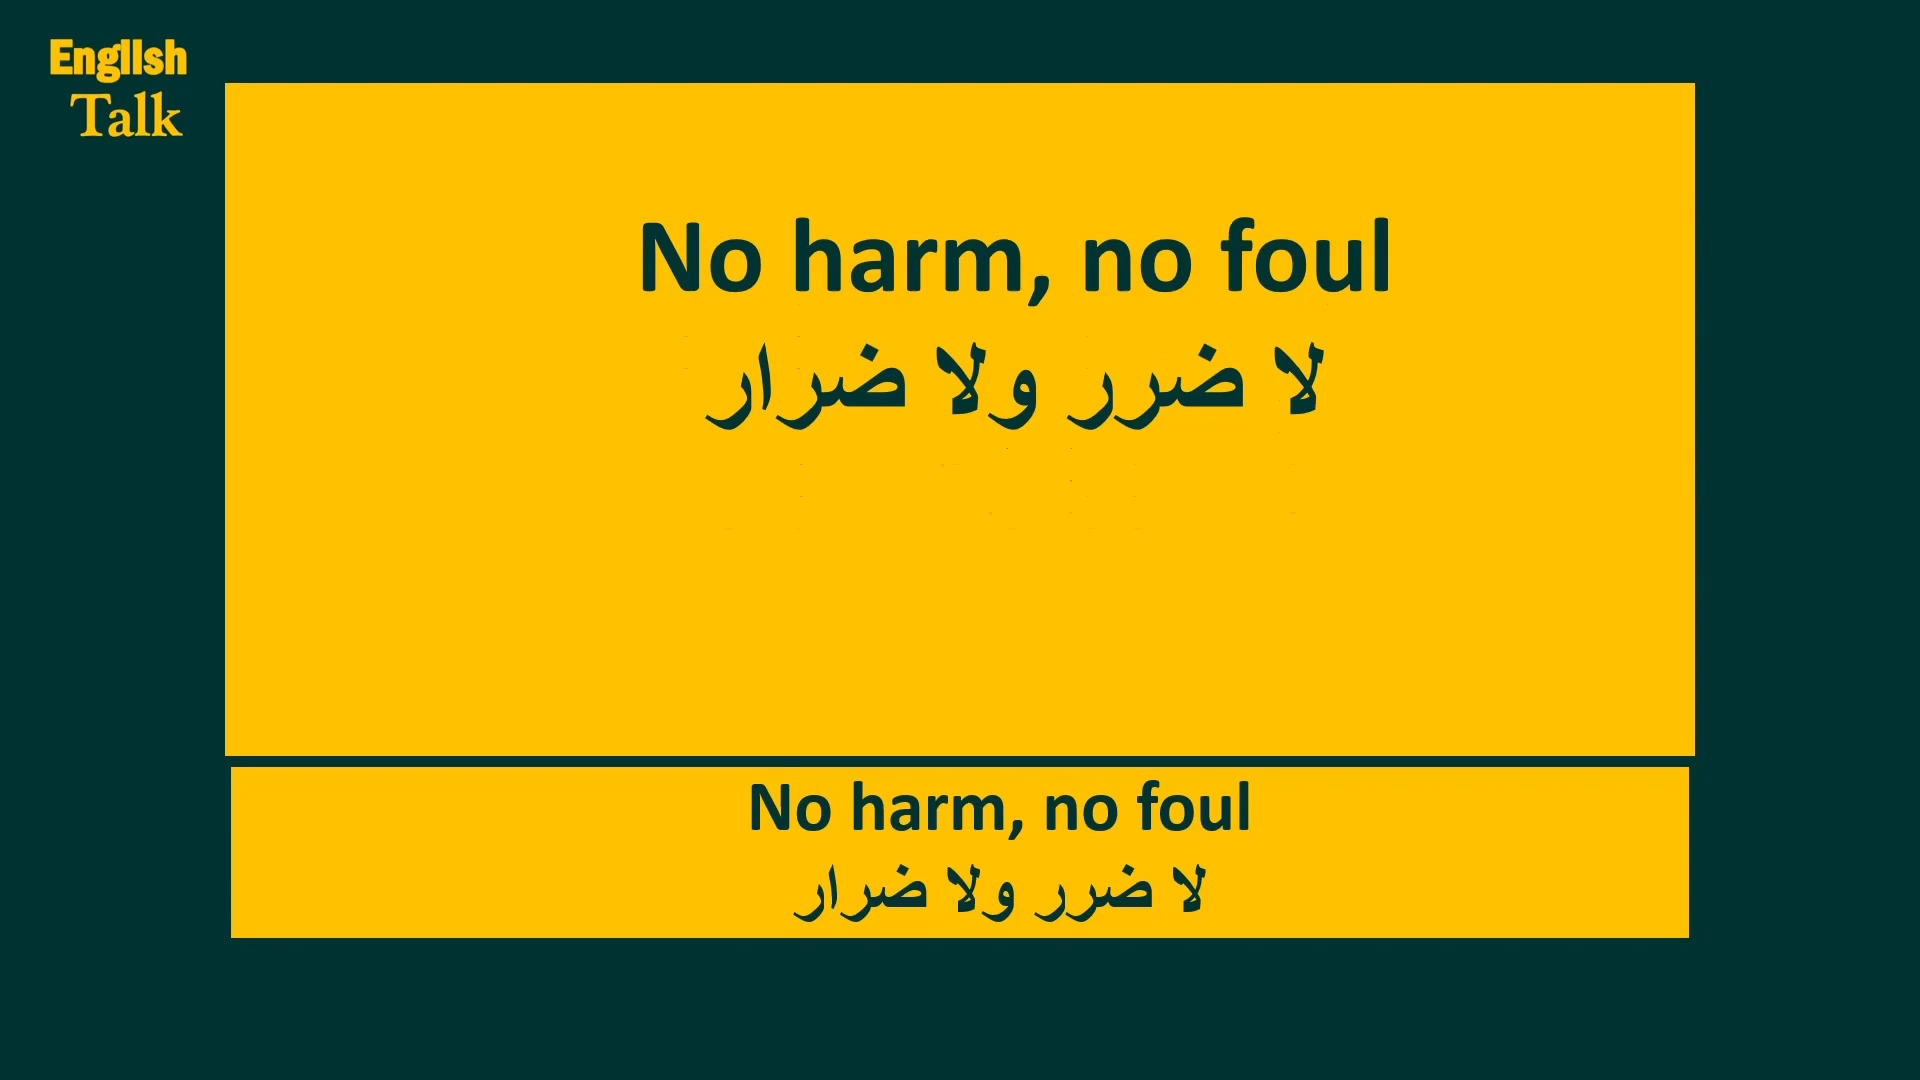 English
Talk
No harm, no foul
لا ضرر ولا ضرار
No harm, no foul
لا ضرر ولا ضرار